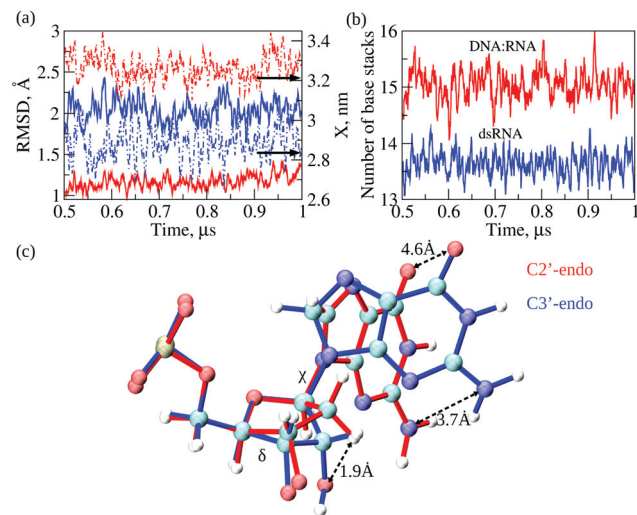 (a)
3
2.5
2
1.5
1
RMSD, Å
3.4
3.2
3
2.8
2.6
X, nm
0.5 0.6 0.7 0.8 0.9 1
Time, μs
(b)
16
15
14
13
Number of base stacks
DNA:RNA
dsRNA
0.5 0.6 0.7 0.8 0.9 1
Time, μs
(c)
4.6Å
C2'-endo
C3'-endo
χ
3.7Å
δ
1.9Å